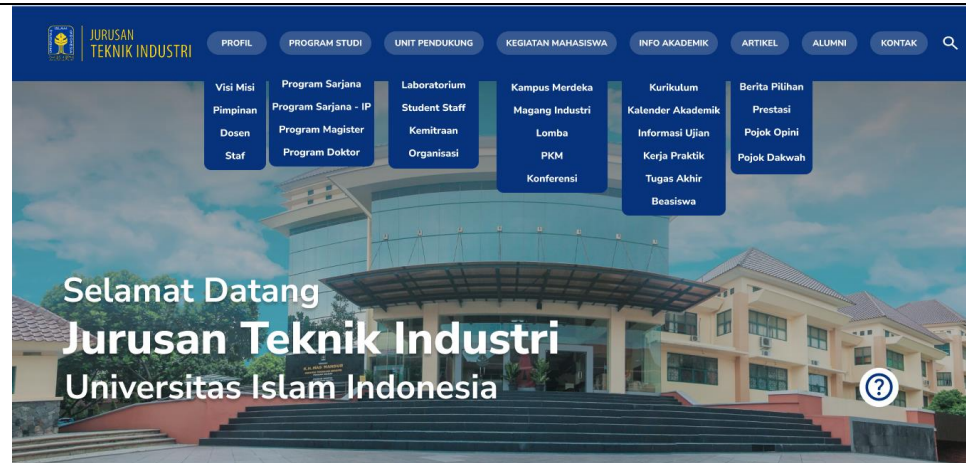 JURUSAN
TEKNIK INDUSTRI
PROFIL
PROGRAM STUDI
UNIT PENDUKUNG
KEGIATAN MAHASISWA
INFO AKADEMIK
ARTIKEL
ALUMNI
KONTAK
Visi Misi
Pimpinan
Dosen
Staf
Program Sarjana
Program Sarjana - IP
Program Magister
Program Doktor
Laboratorium
Student Staff
Kemitraan
Organisasi
Kampus Merdeka
Magang Industri
Lomba
PKM
Konferensi
Kurikulum
Kalender Akademik
Informasi Ujian
Kerja Praktik
Tugas Akhir
Beasiswa
Berita Pilihan
Prestasi
Pojok Opini
Pojok Dakwah
Selamat Datang
Jurusan Teknik Industri
Universitas Islam Indonesia
?